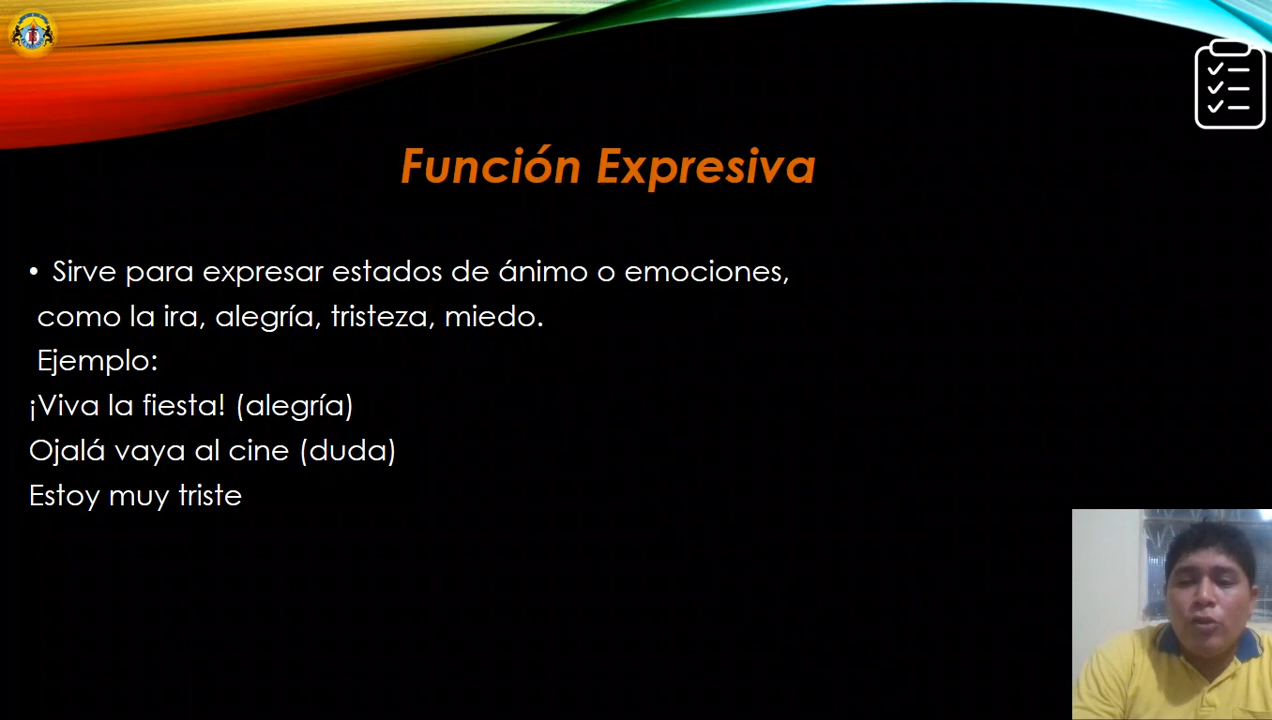 Función Expresiva
• Sirve para expresar estados de ánimo o emociones,
como la ira, alegría, tristeza, miedo.
Ejemplo:
¡Viva la fiesta! (alegría)
Ojalá vaya al cine (duda)
Estoy muy triste